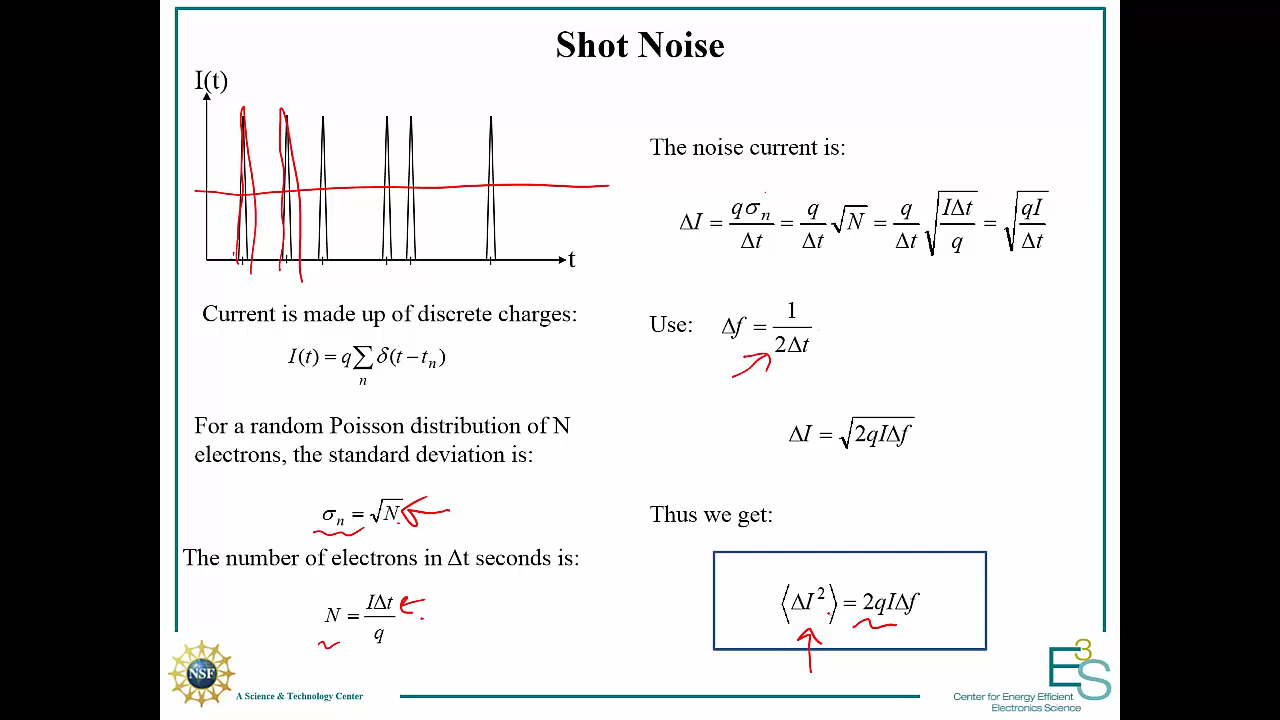 Shot Noise
I(t)
t
Current is made up of discrete charges:
I(t) = q∑δ(t − tₙ)
n
For a random Poisson distribution of N
electrons, the standard deviation is:
σₙ = √N
The number of electrons in Δt seconds is:
N = IΔt / q
The noise current is:
ΔI = qσₙ / Δt = q / Δt √N = q / Δt √(IΔt / q) = √(qI / Δt)
Use: Δf = 1 / 2Δt
ΔI = √2qIΔf
Thus we get:
⟨ΔI²⟩ = 2qIΔf
NSF
A Science & Technology Center
E³S
Center for Energy Efficient
Electronics Science